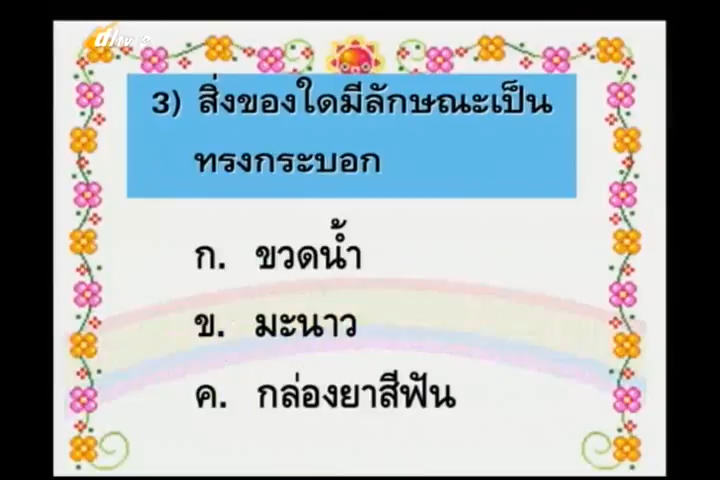 3) สิ่งของใดมีลักษณะเป็น
ทรงกระบอก
ก. ขวดน้ำ
ข. มะนาว
ค. กล่องยาสีฟัน